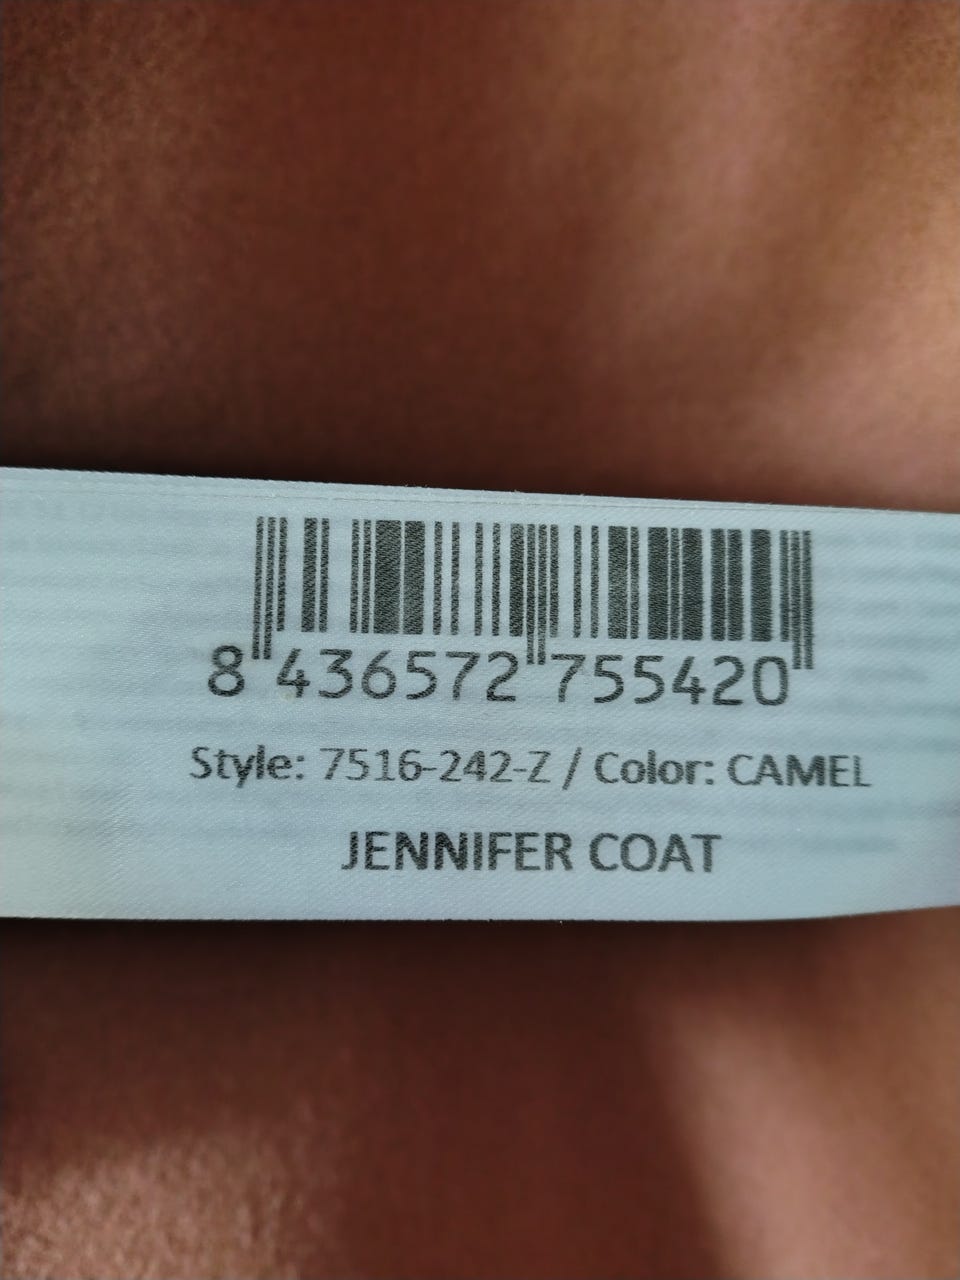 8 436572 755420
Style: 7516-242-Z / Color: CAMEL
JENNIFER COAT